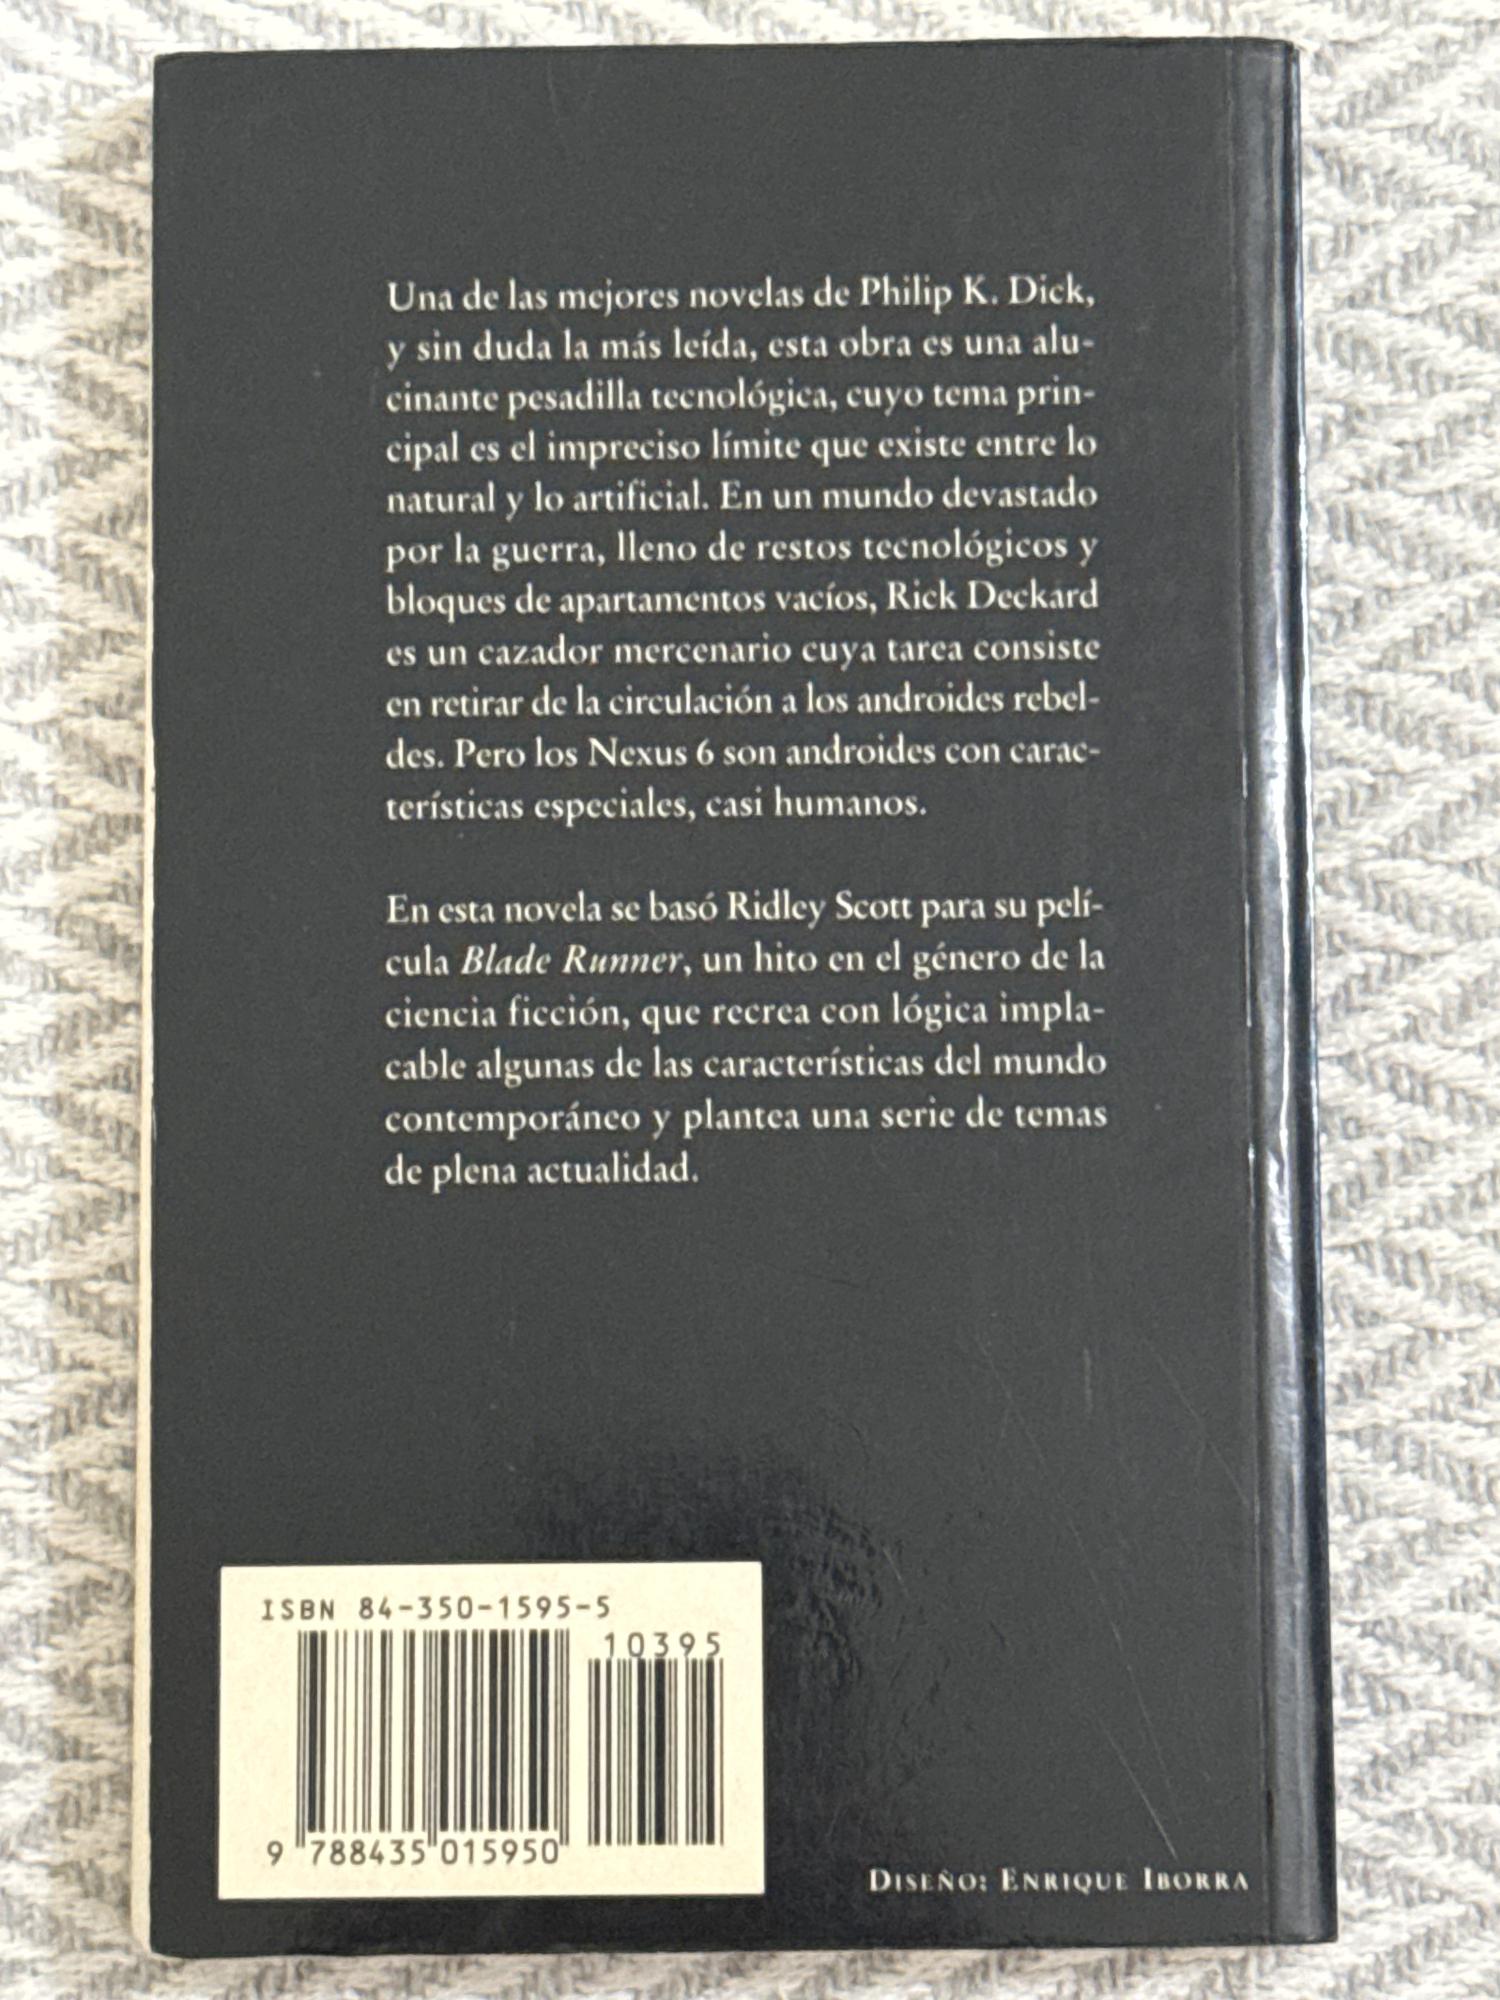 Una de las mejores novelas de Philip K. Dick,
y sin duda la más leída, esta obra es una alu-
cinante pesadilla tecnológica, cuyo tema prin-
cipal es el impreciso límite que existe entre lo
natural y lo artificial. En un mundo devastado
por la guerra, lleno de restos tecnológicos y
bloques de apartamentos vacíos, Rick Deckard
es un cazador mercenario cuya tarea consiste
en retirar de la circulación a los androides rebel-
des. Pero los Nexus 6 son androides con carac-
terísticas especiales, casi humanos.
En esta novela se basó Ridley Scott para su pelí-
cula Blade Runner, un hito en el género de la
ciencia ficción, que recrea con lógica impla-
cable algunas de las características del mundo
contemporáneo y plantea una serie de temas
de plena actualidad.
ISBN 84-350-1595-5
10395
9 788435 015950
DISEÑO: ENRIQUE IBORRA